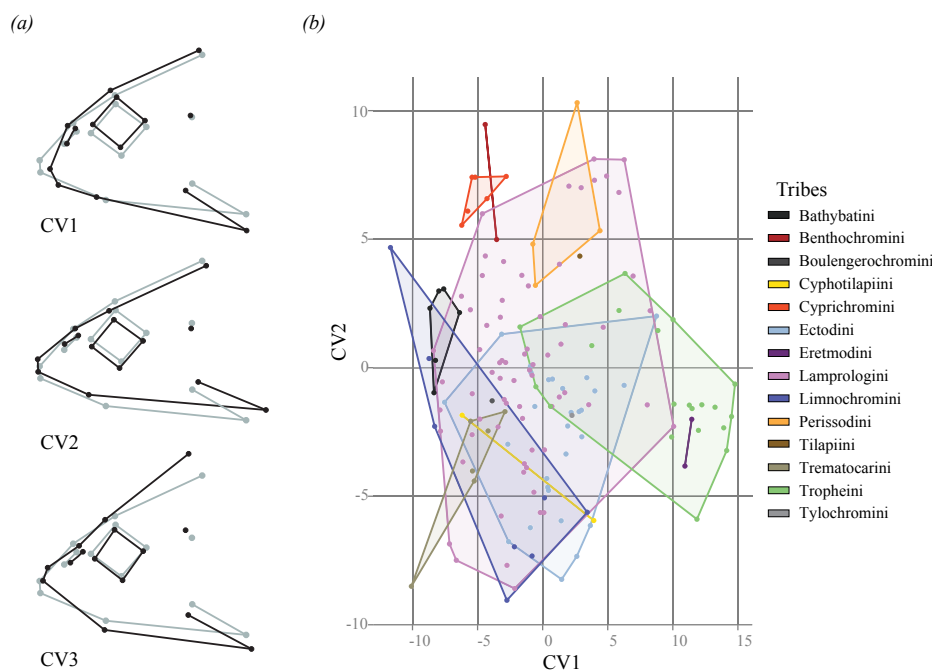 (a)
(b)
CV1
CV2
CV3
10
5
0
-5
-10
CV2
-10
-5
0
5
10
15
CV1
Tribes
Bathybatini
Benthochromini
Boulengerochromini
Cyphotilapiini
Cyprichromini
Ectodini
Eretmodini
Lamprologini
Limnochromini
Perissodini
Tilapiini
Trematocarini
Tropheini
Tylochromini